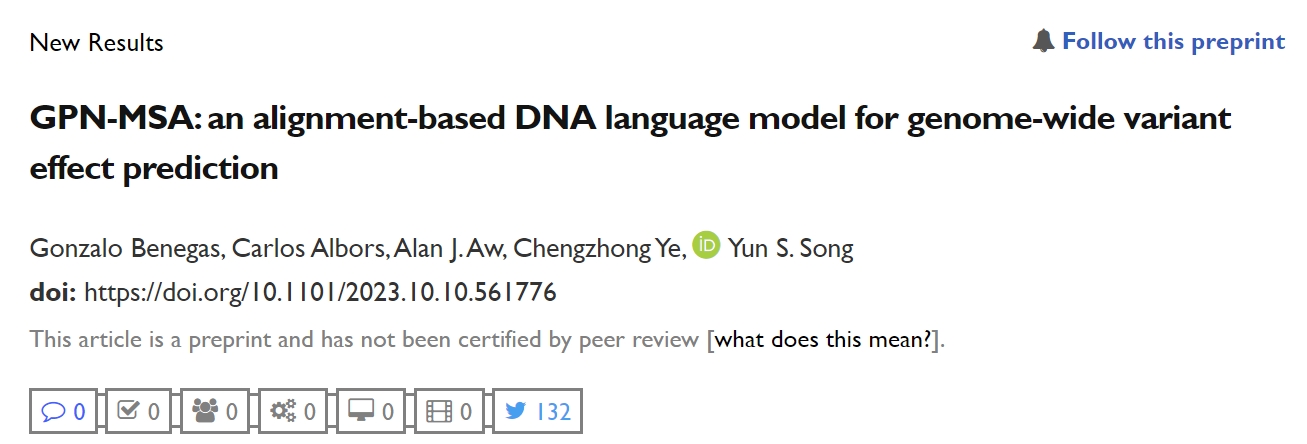 New Results
Follow this preprint
GPN-MSA: an alignment-based DNA language model for genome-wide variant
effect prediction
Gonzalo Benegas, Carlos Albors, Alan J. Aw, Chengzhong Ye, iD Yun S. Song
doi: https://doi.org/10.1101/2023.10.10.561776
This article is a preprint and has not been certified by peer review [what does this mean?].
0 0 0 0 0 0 132